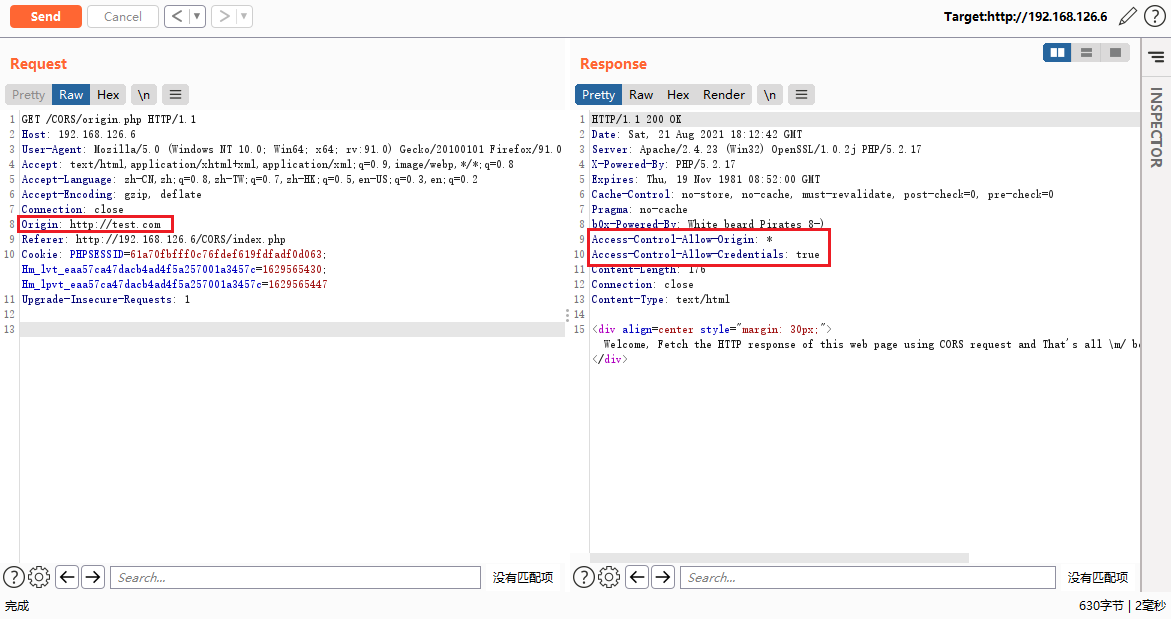 Send Cancel < ▼ > ▼ Target:http://192.168.126.6 ?
Request
Pretty Raw Hex \n ≡
1 GET /CORS/origin.php HTTP/1.1
2 Host: 192.168.126.6
3 User-Agent: Mozilla/5.0 (Windows NT 10.0; Win64; x64; rv:91.0) Gecko/20100101 Firefox/91.0
4 Accept: text/html,application/xhtml+xml,application/xml;q=0.9,image/webp,*/*;q=0.8
5 Accept-Language: zh-CN,zh;q=0.8,zh-TW;q=0.7,zh-HK;q=0.5,en-US;q=0.3,en;q=0.2
6 Accept-Encoding: gzip, deflate
7 Connection: close
8 Origin: http://test.com
9 Referer: http://192.168.126.6/CORS/index.php
10 Cookie: PHPSESSID=61a70fbfff0c76fdef619fdfadf0d063;
Hm_lvt_eaa57ca47dacb4ad4f5a257001a3457c=1629565430;
Hm_lpvt_eaa57ca47dacb4ad4f5a257001a3457c=1629565447
11 Upgrade-Insecure-Requests: 1
12
13
? Search... 没有匹配项
Response
Pretty Raw Hex Render \n ≡
1 HTTP/1.1 200 OK
2 Date: Sat, 21 Aug 2021 18:12:42 GMT
3 Server: Apache/2.4.23 (Win32) OpenSSL/1.0.2j PHP/5.2.17
4 X-Powered-By: PHP/5.2.17
5 Expires: Thu, 19 Nov 1981 08:52:00 GMT
6 Cache-Control: no-store, no-cache, must-revalidate, post-check=0, pre-check=0
7 Pragma: no-cache
8 b0x-Powered-By: White beard Pirates 8-)
9 Access-Control-Allow-Origin: *
10 Access-Control-Allow-Credentials: true
11 Content-Length: 176
12 Connection: close
13 Content-Type: text/html
14
15 <div align=center style="margin: 30px;">
Welcome, Fetch the HTTP response of this web page using CORS request and That's all \m/ be
</div>
? Search... 没有匹配项
INSPECTOR
完成 630字节 | 2毫秒